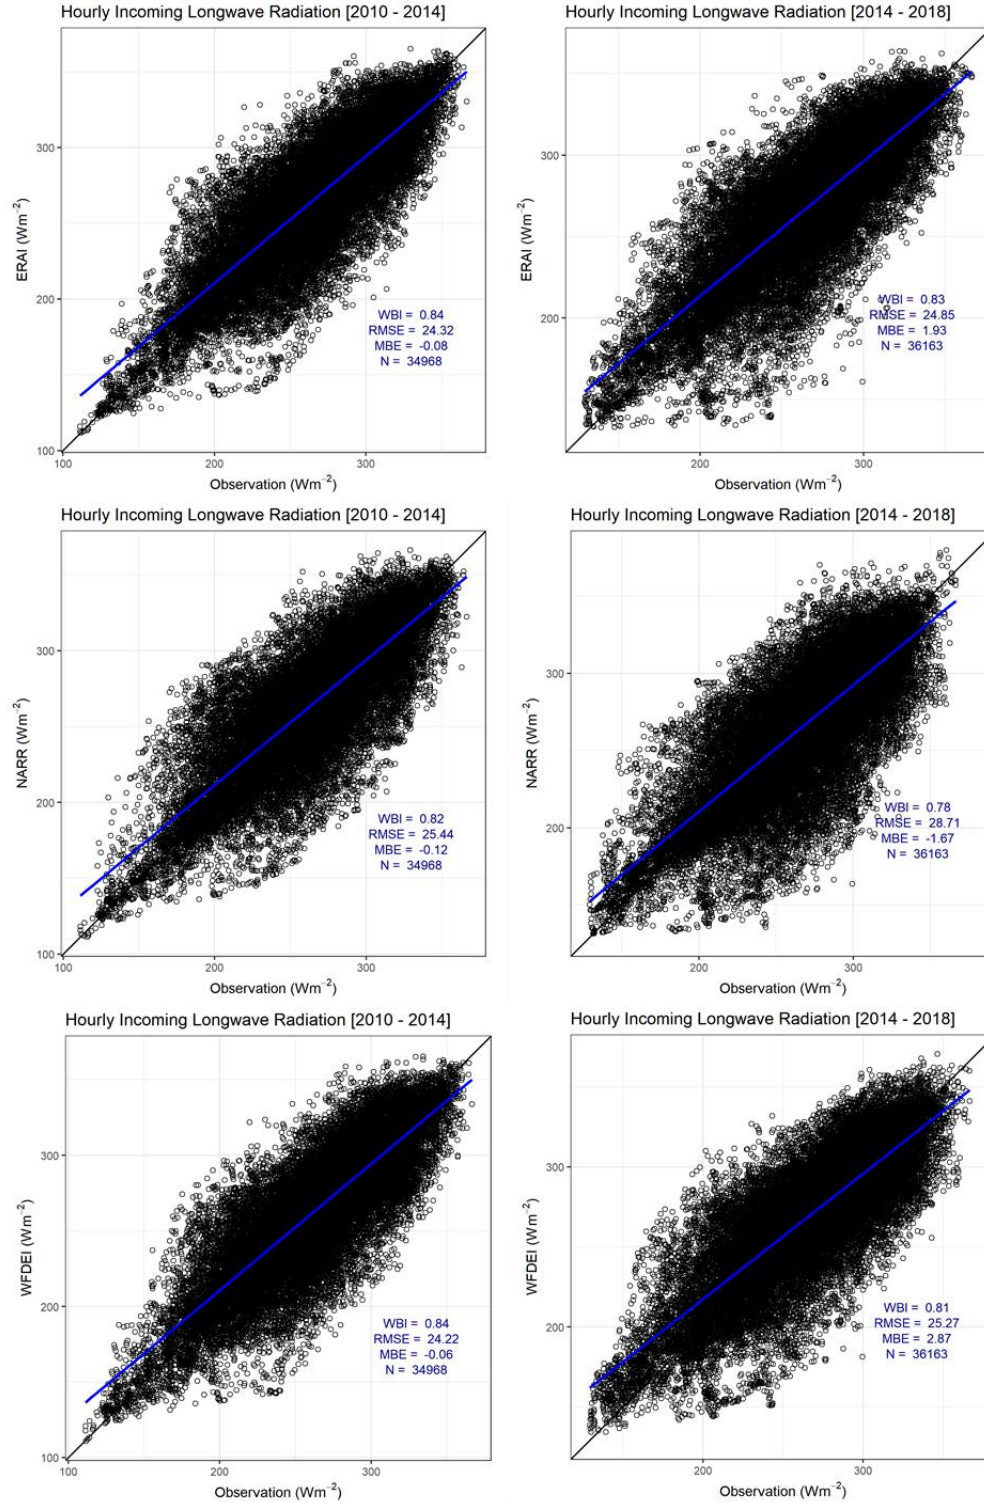 Hourly Incoming Longwave Radiation [2010 - 2014]
300
200
100
ERAI (Wm⁻²)
WBI = 0.84
RMSE = 24.32
MBE = -0.08
N = 34968
100 200 300
Observation (Wm⁻²)
Hourly Incoming Longwave Radiation [2014 - 2018]
300
200
ERAI (Wm⁻²)
WBI = 0.83
RMSE = 24.85
MBE = 1.93
N = 36163
200 300
Observation (Wm⁻²)
Hourly Incoming Longwave Radiation [2010 - 2014]
300
200
100
NARR (Wm⁻²)
WBI = 0.82
RMSE = 25.44
MBE = -0.12
N = 34968
100 200 300
Observation (Wm⁻²)
Hourly Incoming Longwave Radiation [2014 - 2018]
300
200
NARR (Wm⁻²)
WBI = 0.78
RMSE = 28.71
MBE = -1.67
N = 36163
200 300
Observation (Wm⁻²)
Hourly Incoming Longwave Radiation [2010 - 2014]
300
200
100
WFDEI (Wm⁻²)
WBI = 0.84
RMSE = 24.22
MBE = -0.06
N = 34968
100 200 300
Observation (Wm⁻²)
Hourly Incoming Longwave Radiation [2014 - 2018]
300
200
WFDEI (Wm⁻²)
WBI = 0.81
RMSE = 25.27
MBE = 2.87
N = 36163
200 300
Observation (Wm⁻²)